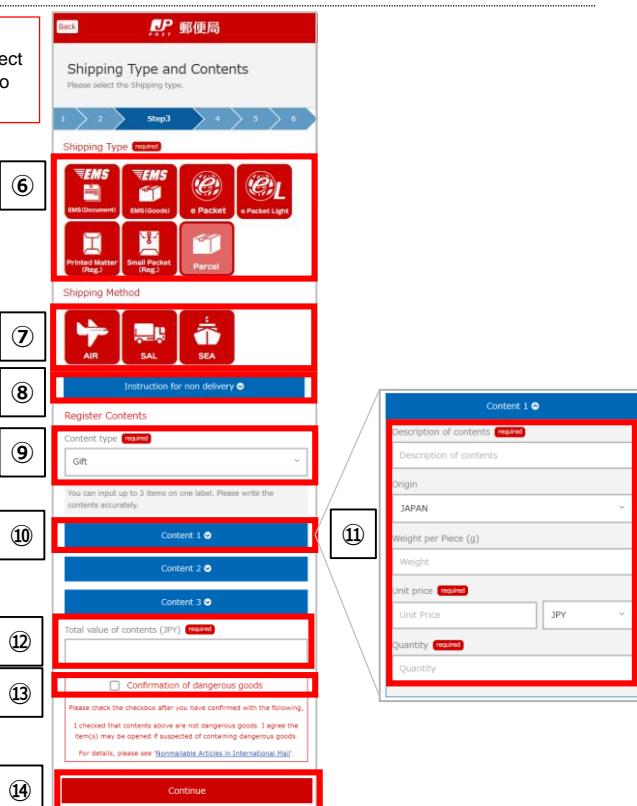 ect
o
Back
JP POST 郵便局
Shipping Type and Contents
Please select the Shipping type.
1 2 Step3 4 5 6
Shipping Type required
⑥
EMS EMS
EMS(Document) EMS(Goods) e Packet e Packet Light
Printed Matter (Reg.) Small Packet (Reg.) Parcel
Shipping Method
⑦
AIR SAL SEA
⑧
Instruction for non delivery
Register Contents
⑨
Content type required
Gift
You can input up to 3 items on one label. Please write the
contents accurately.
⑩
Content 1
Content 2
Content 3
⑪
Content 1
Description of contents required
Description of contents
Origin
JAPAN
Weight per Piece (g)
Weight
Unit price required
Unit Price JPY
Quantity required
Quantity
⑫
Total value of contents (JPY) required
⑬
Confirmation of dangerous goods
Please check the checkbox after you have confirmed with the following,
I checked that contents above are not dangerous goods. I agree the
item(s) may be opened if suspected of containing dangerous goods.
For details, please see 'Nonmailable Articles in International Mail'.
⑭
Continue